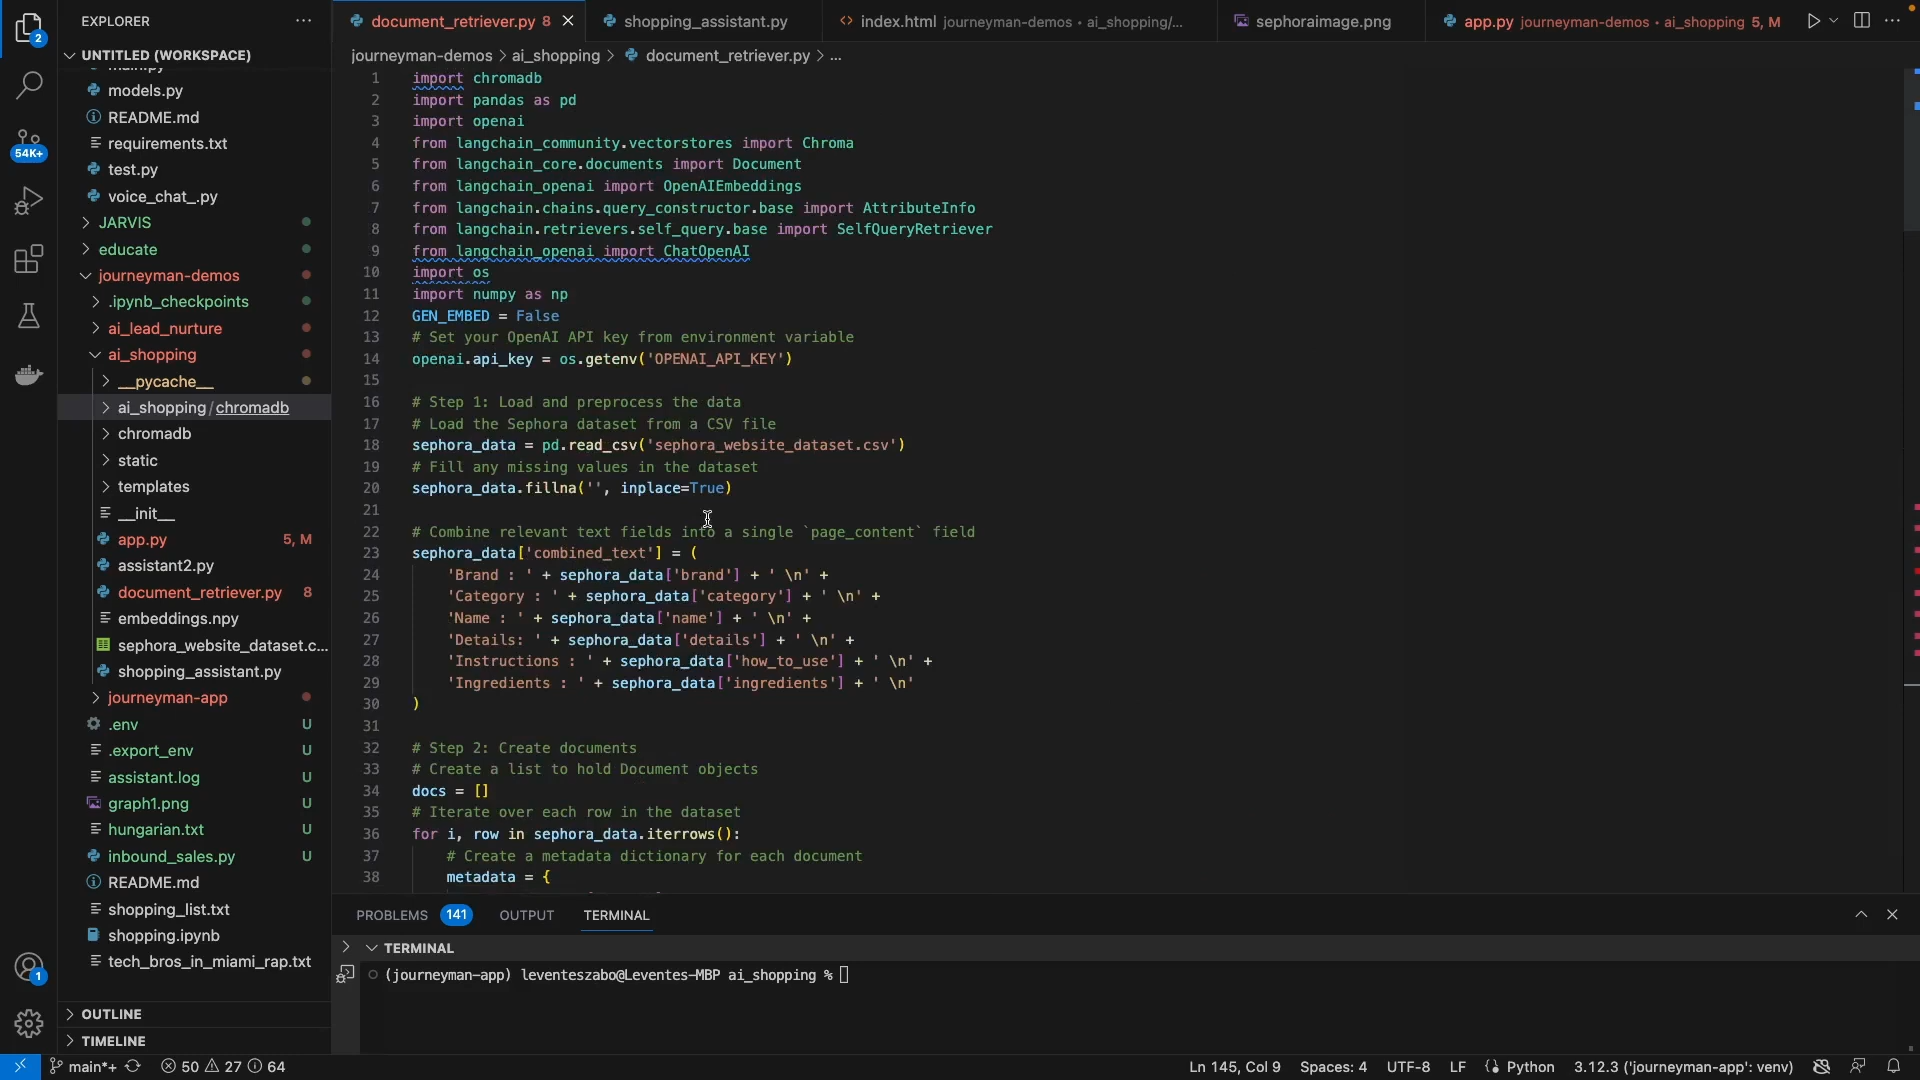 EXPLORER
document_retriever.py 8
shopping_assistant.py
index.html journeyman-demos • ai_shopping/...
sephoraimage.png
app.py journeyman-demos • ai_shopping 5, M
2
54K+
1
UNTITLED (WORKSPACE)
models.py
README.md
requirements.txt
test.py
voice_chat_.py
JARVIS
educate
journeyman-demos
.ipynb_checkpoints
ai_lead_nurture
ai_shopping
__pycache__
ai_shopping/chromadb
chromadb
static
templates
__init__
app.py 5, M
assistant2.py
document_retriever.py 8
embeddings.npy
sephora_website_dataset.c...
shopping_assistant.py
journeyman-app
.env U
.export_env U
assistant.log U
graph1.png U
hungarian.txt U
inbound_sales.py U
README.md
shopping_list.txt
shopping.ipynb
tech_bros_in_miami_rap.txt
OUTLINE
TIMELINE
journeyman-demos > ai_shopping > document_retriever.py > ...
1 import chromadb
2 import pandas as pd
3 import openai
4 from langchain_community.vectorstores import Chroma
5 from langchain_core.documents import Document
6 from langchain_openai import OpenAIEmbeddings
7 from langchain.chains.query_constructor.base import AttributeInfo
8 from langchain.retrievers.self_query.base import SelfQueryRetriever
9 from langchain_openai import ChatOpenAI
10 import os
11 import numpy as np
12 GEN_EMBED = False
13 # Set your OpenAI API key from environment variable
14 openai.api_key = os.getenv('OPENAI_API_KEY')
15
16 # Step 1: Load and preprocess the data
17 # Load the Sephora dataset from a CSV file
18 sephora_data = pd.read_csv('sephora_website_dataset.csv')
19 # Fill any missing values in the dataset
20 sephora_data.fillna('', inplace=True)
21
22 # Combine relevant text fields into a single `page_content` field
23 sephora_data['combined_text'] = (
24 'Brand : ' + sephora_data['brand'] + ' \n' +
25 'Category : ' + sephora_data['category'] + ' \n' +
26 'Name : ' + sephora_data['name'] + ' \n' +
27 'Details: ' + sephora_data['details'] + ' \n' +
28 'Instructions : ' + sephora_data['how_to_use'] + ' \n' +
29 'Ingredients : ' + sephora_data['ingredients'] + ' \n'
30 )
31
32 # Step 2: Create documents
33 # Create a list to hold Document objects
34 docs = []
35 # Iterate over each row in the dataset
36 for i, row in sephora_data.iterrows():
37 # Create a metadata dictionary for each document
38 metadata = {
PROBLEMS 141 OUTPUT TERMINAL
TERMINAL
(journeyman-app) leventeszabo@Leventes-MBP ai_shopping %
main*+ 50 27 64
Ln 145, Col 9 Spaces: 4 UTF-8 LF Python 3.12.3 ('journeyman-app': venv)